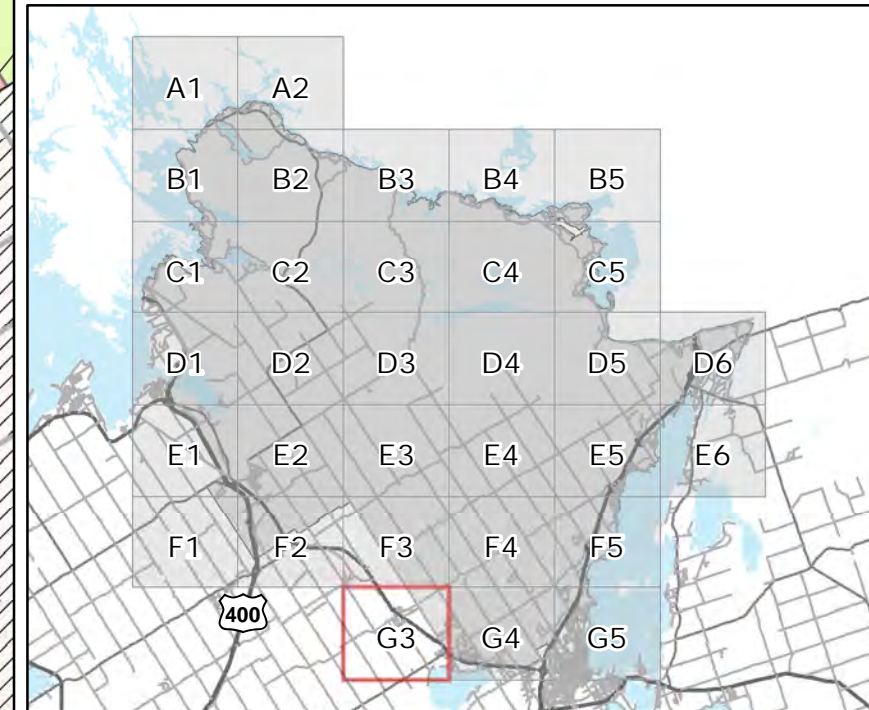 A1 A2
B1 B2 B3 B4 B5
C1 C2 C3 C4 C5
D1 D2 D3 D4 D5 D6
E1 E2 E3 E4 E5 E6
F1 F2 F3 F4 F5
400
G3 G4 G5